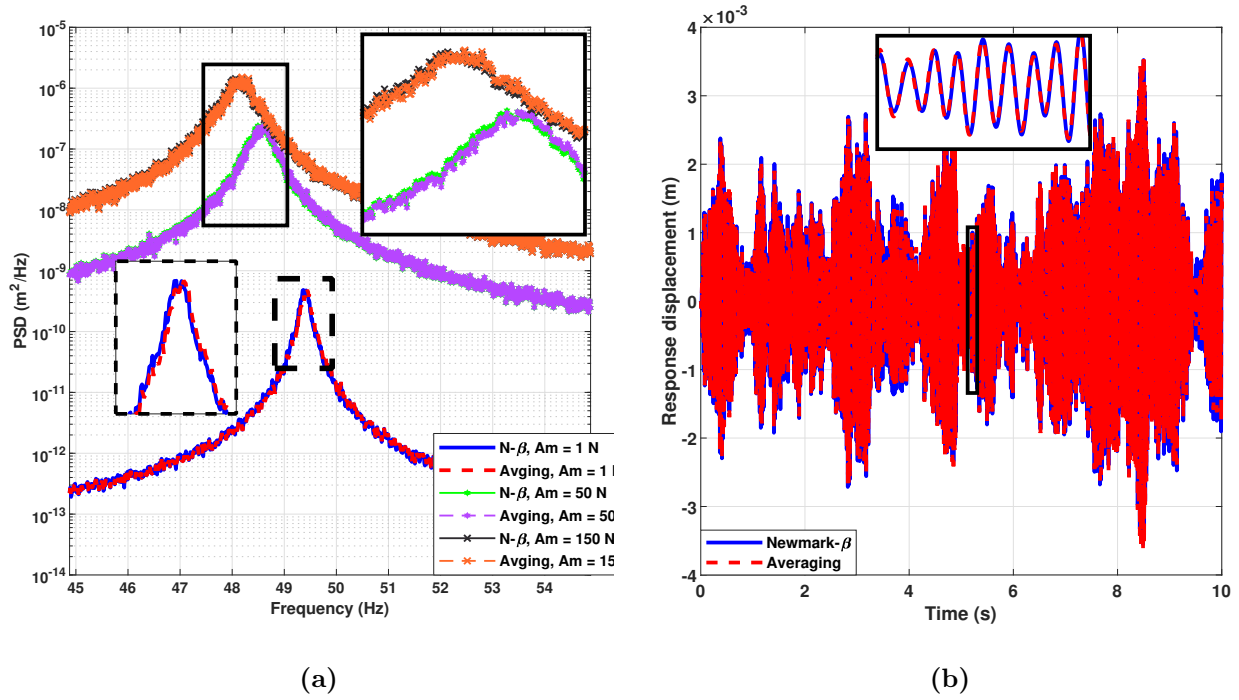 10^-5
10^-6
10^-7
10^-8
10^-9
10^-10
10^-11
10^-12
10^-13
10^-14
PSD (m^2/Hz)
45 46 47 48 49 50 51 52 53 54
Frequency (Hz)
N-β, Am = 1 N
Avging, Am = 1
N-β, Am = 50 N
Avging, Am = 50
N-β, Am = 150 N
Avging, Am = 15
(a)
×10^-3
4
3
2
1
0
-1
-2
-3
-4
Response displacement (m)
0 2 4 6 8 10
Time (s)
Newmark-β
Averaging
(b)